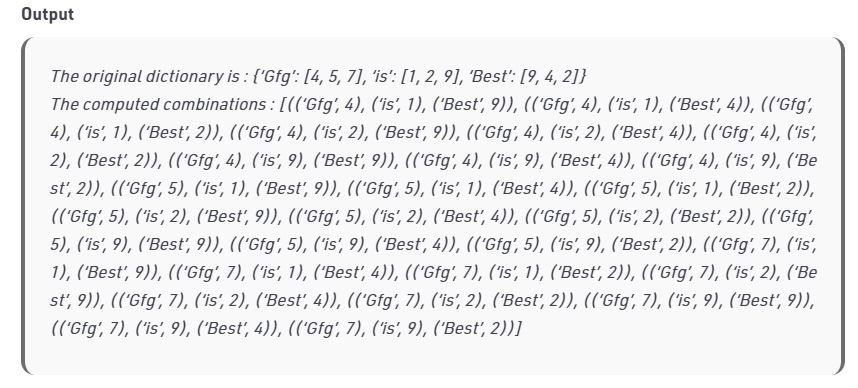 Output
The original dictionary is : {‘Gfg’: [4, 5, 7], ‘is’: [1, 2, 9], ‘Best’: [9, 4, 2]}
The computed combinations : [((‘Gfg’, 4), (‘is’, 1), (‘Best’, 9)), ((‘Gfg’, 4), (‘is’, 1), (‘Best’, 4)), ((‘Gfg’,
4), (‘is’, 1), (‘Best’, 2)), ((‘Gfg’, 4), (‘is’, 2), (‘Best’, 9)), ((‘Gfg’, 4), (‘is’, 2), (‘Best’, 4)), ((‘Gfg’, 4), (‘is’,
2), (‘Best’, 2)), ((‘Gfg’, 4), (‘is’, 9), (‘Best’, 9)), ((‘Gfg’, 4), (‘is’, 9), (‘Best’, 4)), ((‘Gfg’, 4), (‘is’, 9), (‘Be
st’, 2)), ((‘Gfg’, 5), (‘is’, 1), (‘Best’, 9)), ((‘Gfg’, 5), (‘is’, 1), (‘Best’, 4)), ((‘Gfg’, 5), (‘is’, 1), (‘Best’, 2)),
((‘Gfg’, 5), (‘is’, 2), (‘Best’, 9)), ((‘Gfg’, 5), (‘is’, 2), (‘Best’, 4)), ((‘Gfg’, 5), (‘is’, 2), (‘Best’, 2)), ((‘Gfg’,
5), (‘is’, 9), (‘Best’, 9)), ((‘Gfg’, 5), (‘is’, 9), (‘Best’, 4)), ((‘Gfg’, 5), (‘is’, 9), (‘Best’, 2)), ((‘Gfg’, 7), (‘is’,
1), (‘Best’, 9)), ((‘Gfg’, 7), (‘is’, 1), (‘Best’, 4)), ((‘Gfg’, 7), (‘is’, 1), (‘Best’, 2)), ((‘Gfg’, 7), (‘is’, 2), (‘Be
st’, 9)), ((‘Gfg’, 7), (‘is’, 2), (‘Best’, 4)), ((‘Gfg’, 7), (‘is’, 2), (‘Best’, 2)), ((‘Gfg’, 7), (‘is’, 9), (‘Best’, 9)),
((‘Gfg’, 7), (‘is’, 9), (‘Best’, 4)), ((‘Gfg’, 7), (‘is’, 9), (‘Best’, 2))]